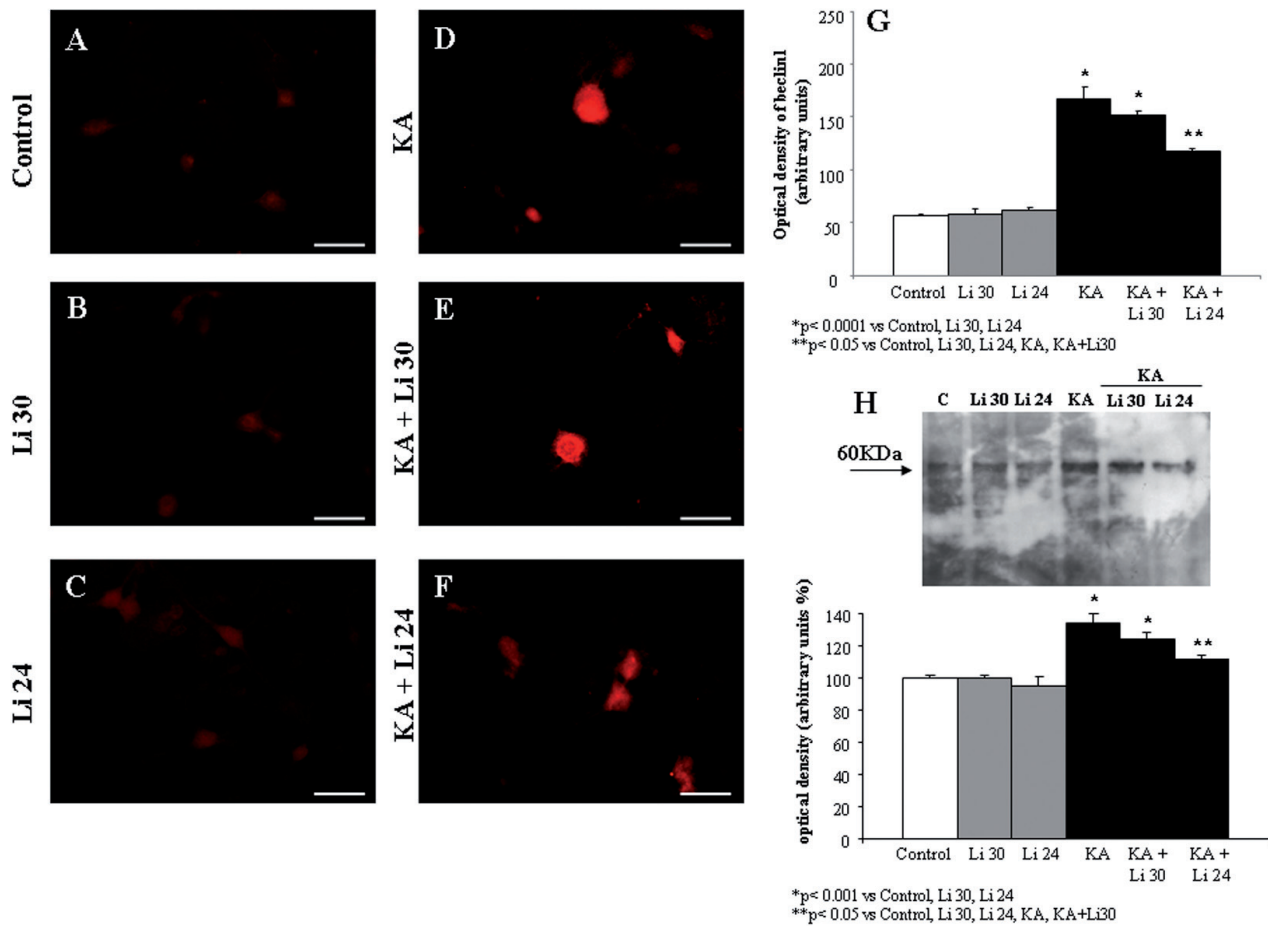 A
Control
B
Li 30
C
Li 24
D
KA
E
KA + Li 30
F
KA + Li 24
G
Optical density of beclin1
(arbitrary units)
250
200
150
100
50
0
Control Li 30 Li 24 KA KA + Li 30 KA + Li 24
*p< 0.0001 vs Control, Li 30, Li 24
**p< 0.05 vs Control, Li 30, Li 24, KA, KA+Li30
H
KA
C Li 30 Li 24 KA Li 30 Li 24
60KDa
optical density (arbitrary units %)
140
120
100
80
60
40
20
0
* * **
Control Li 30 Li 24 KA KA + Li 30 KA + Li 24
*p< 0.001 vs Control, Li 30, Li 24
**p< 0.05 vs Control, Li 30, Li 24, KA, KA+Li30